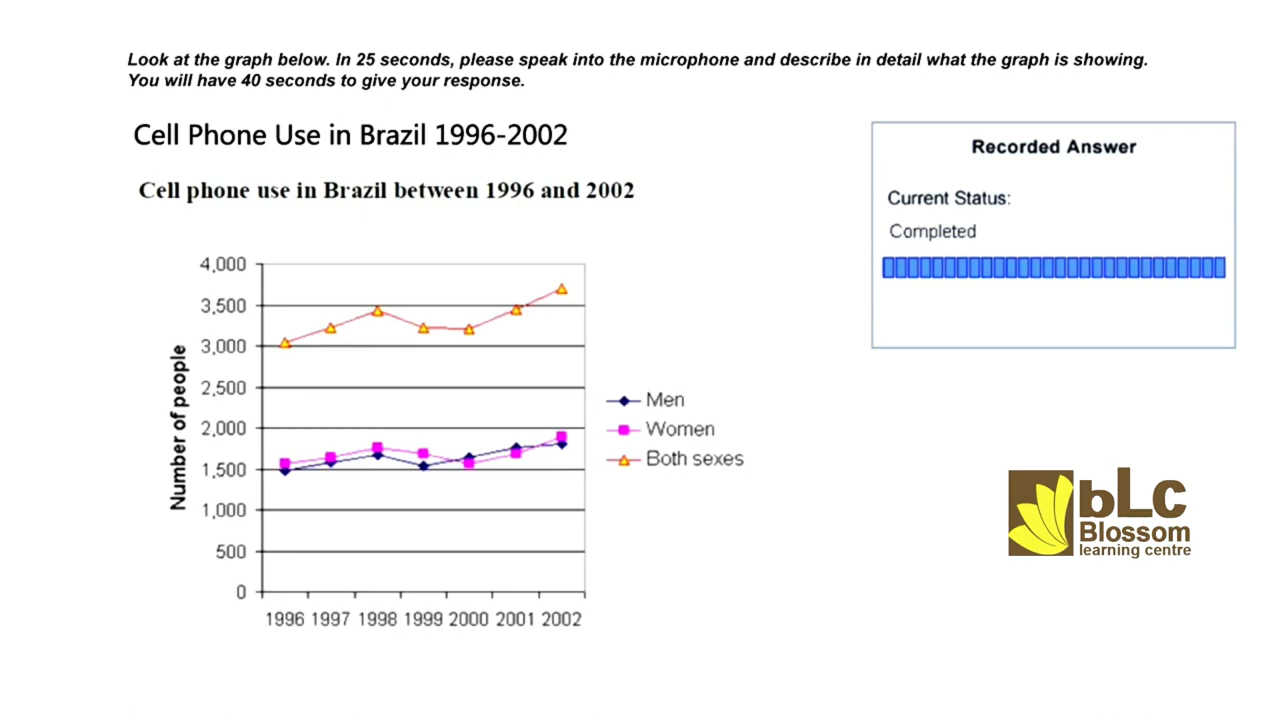 Look at the graph below. In 25 seconds, please speak into the microphone and describe in detail what the graph is showing.
You will have 40 seconds to give your response.
Cell Phone Use in Brazil 1996-2002
Cell phone use in Brazil between 1996 and 2002
Recorded Answer
Current Status:
Completed
Number of people
4,000
3,500
3,000
2,500
2,000
1,500
1,000
500
0
1996 1997 1998 1999 2000 2001 2002
Men
Women
Both sexes
bLc
Blossom
learning centre